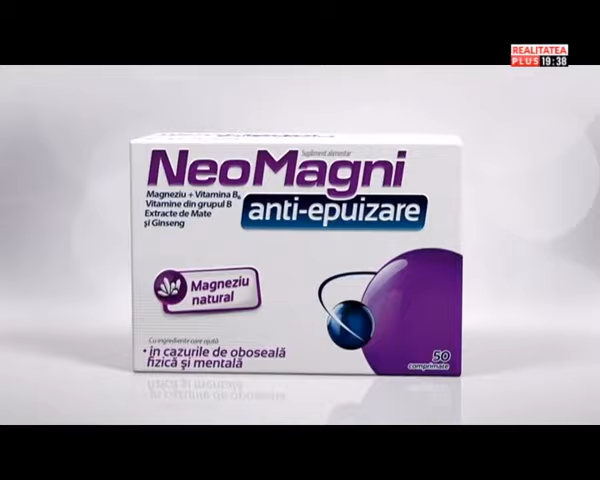 REALITATEA
PLUS 19:38
Supliment alimentar
NeoMagni
anti-epuizare
Magneziu + Vitamina B₆
Vitamine din grupul B
Extracte de Mate
și Ginseng
Magneziu
natural
Cu ingrediente care ajută
• în cazurile de oboseală
fizică și mentală
50
comprimate